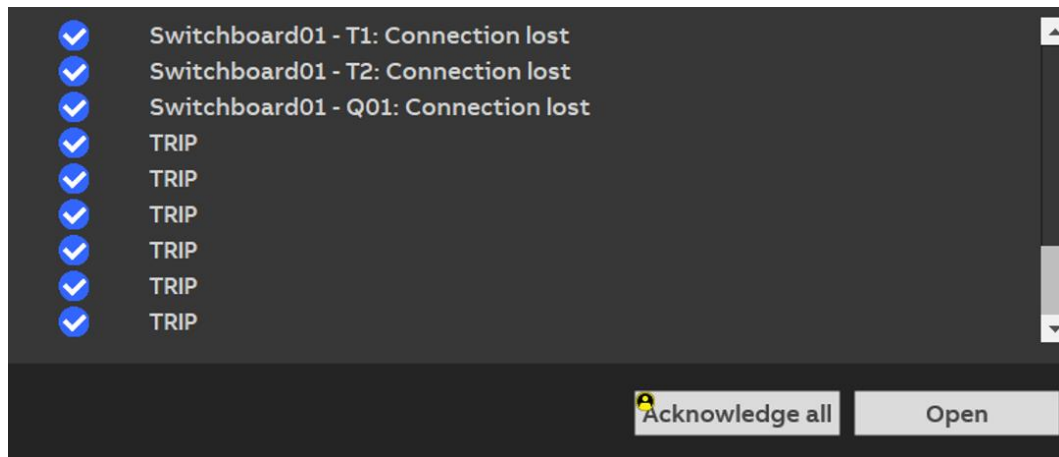 Switchboard01 - T1: Connection lost
Switchboard01 - T2: Connection lost
Switchboard01 - Q01: Connection lost
TRIP
TRIP
TRIP
TRIP
TRIP
TRIP
Acknowledge all
Open